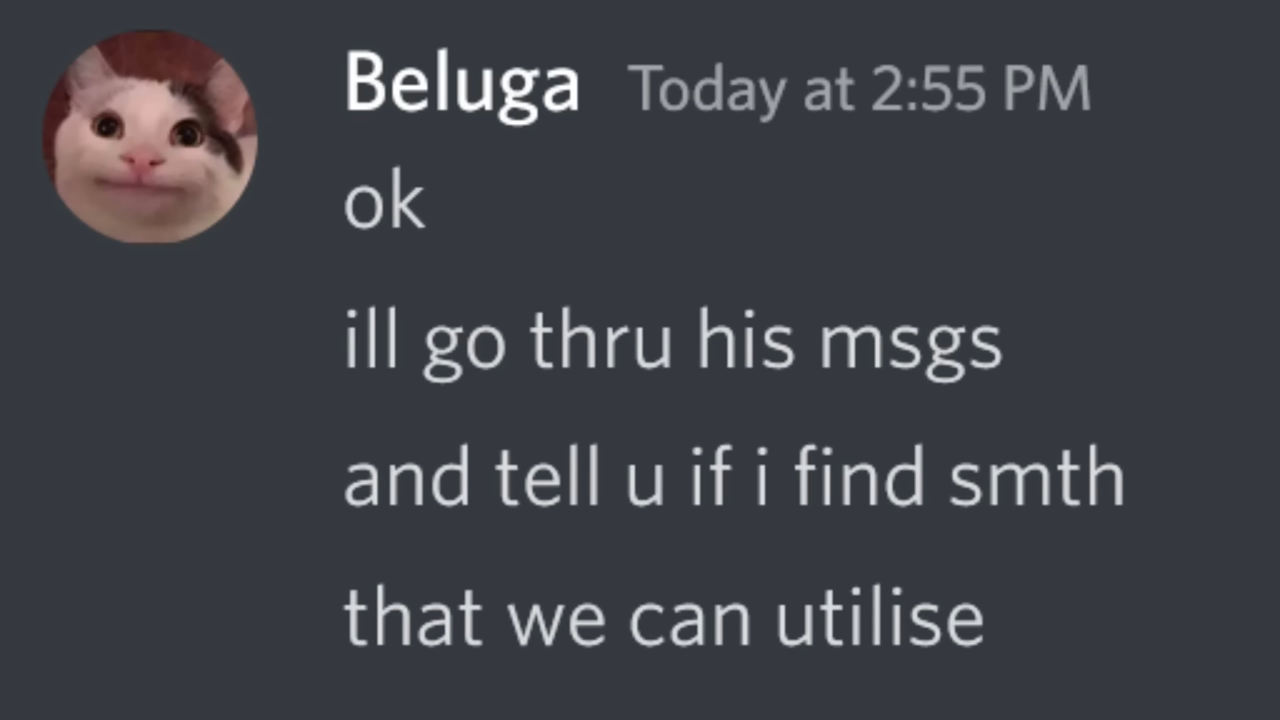 Beluga Today at 2:55 PM
ok
ill go thru his msgs
and tell u if i find smth
that we can utilise